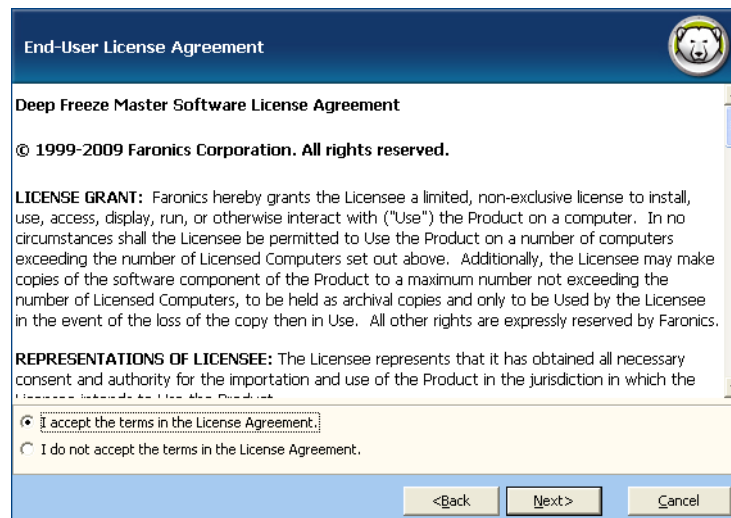 End-User License Agreement
Deep Freeze Master Software License Agreement
© 1999-2009 Faronics Corporation. All rights reserved.
LICENSE GRANT: Faronics hereby grants the Licensee a limited, non-exclusive license to install,
use, access, display, run, or otherwise interact with ("Use") the Product on a computer. In no
circumstances shall the Licensee be permitted to Use the Product on a number of computers
exceeding the number of Licensed Computers set out above. Additionally, the Licensee may make
copies of the software component of the Product to a maximum number not exceeding the
number of Licensed Computers, to be held as archival copies and only to be Used by the Licensee
in the event of the loss of the copy then in Use. All other rights are expressly reserved by Faronics.
REPRESENTATIONS OF LICENSEE: The Licensee represents that it has obtained all necessary
consent and authority for the importation and use of the Product in the jurisdiction in which the
Licensee intends to Use the Product.
I accept the terms in the License Agreement.
I do not accept the terms in the License Agreement.
<Back
Next>
Cancel